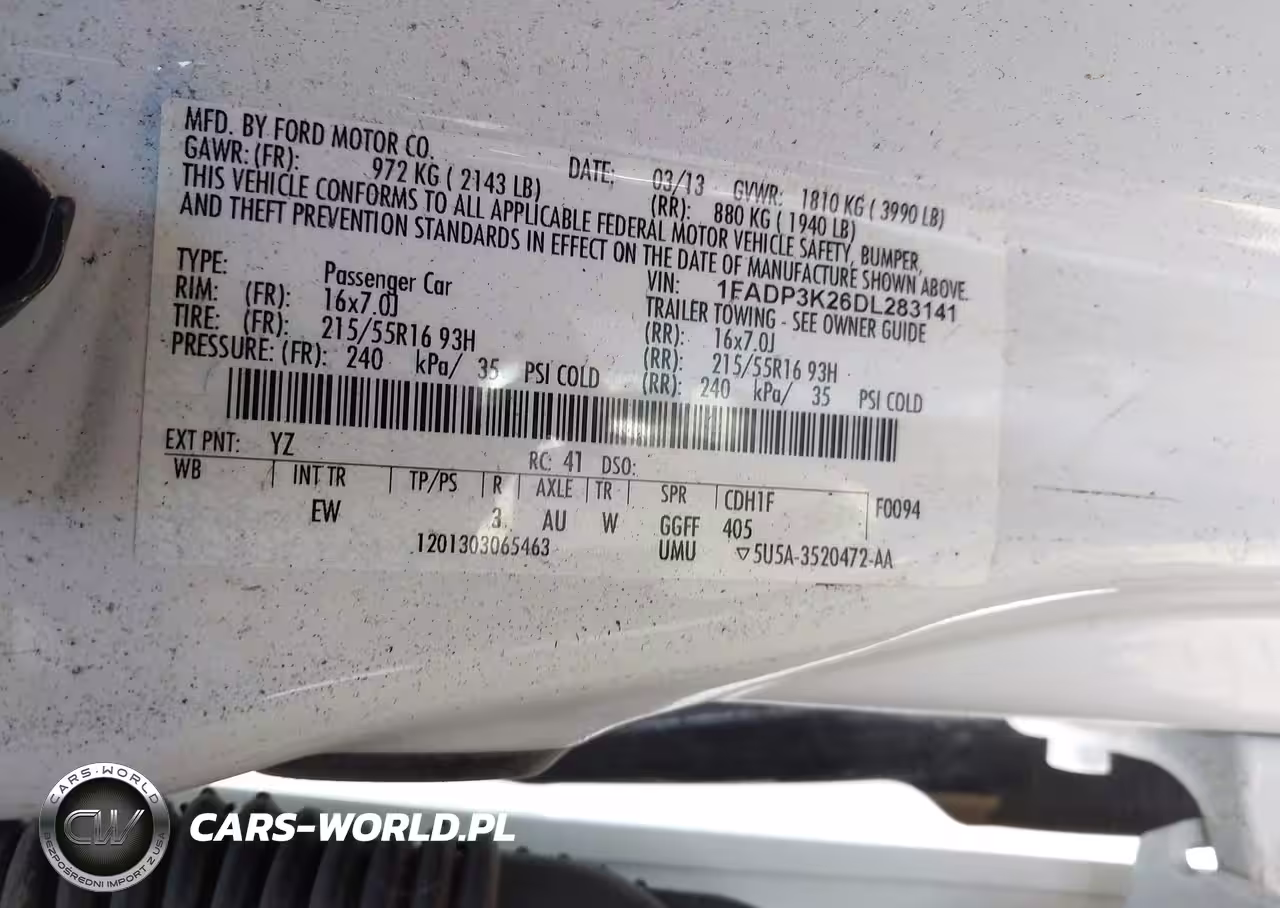 MFD. BY FORD MOTOR CO.
DATE: 03/13 GVWR: 1810 KG ( 3990 LB)
GAWR: (FR): 972 KG ( 2143 LB) (RR): 880 KG ( 1940 LB)
THIS VEHICLE CONFORMS TO ALL APPLICABLE FEDERAL MOTOR VEHICLE SAFETY, BUMPER,
AND THEFT PREVENTION STANDARDS IN EFFECT ON THE DATE OF MANUFACTURE SHOWN ABOVE.
VIN: 1FADP3K26DL283141
TYPE: Passenger Car TRAILER TOWING - SEE OWNER GUIDE
RIM: (FR): 16x7.0J (RR): 16x7.0J
TIRE: (FR): 215/55R16 93H (RR): 215/55R16 93H
PRESSURE: (FR): 240 kPa/ 35 PSI COLD (RR): 240 kPa/ 35 PSI COLD
EXT PNT: YZ RC: 41 DSO:
WB INT TR TP/PS R AXLE TR SPR CDH1F F0094
EW 3 AU W GGFF 405
1201303065463 UMU ▽5U5A-3520472-AA
CARS-WORLD
CW
BEZPOŚREDNI IMPORT Z USA
CARS-WORLD.PL